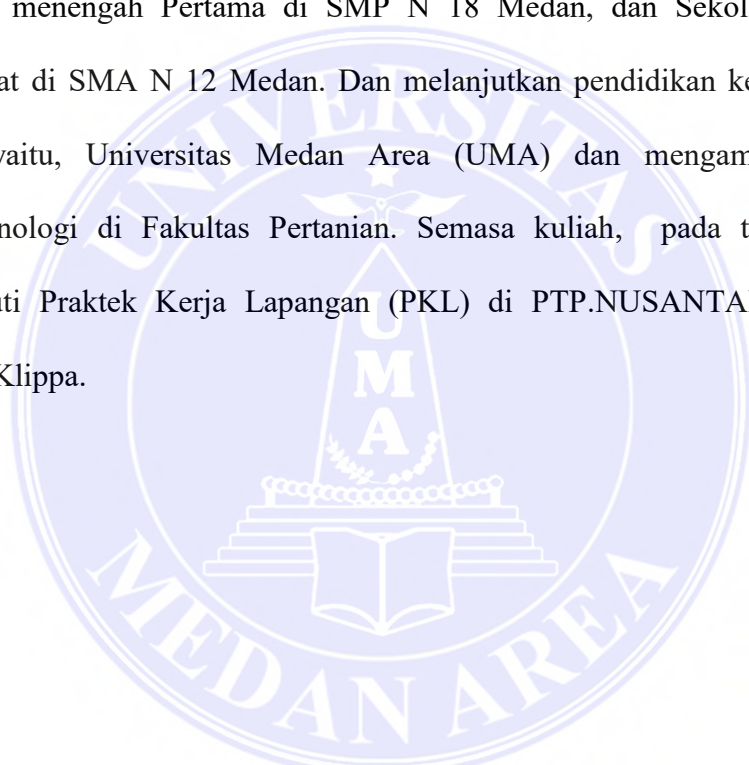 menengah Pertama di SMP N 18 Medan, dan Sekol
at di SMA N 12 Medan. Dan melanjutkan pendidikan ke
yaitu, Universitas Medan Area (UMA) dan mengam
nologi di Fakultas Pertanian. Semasa kuliah, pada t
uti Praktek Kerja Lapangan (PKL) di PTP.NUSANTA
Klippa.
UNIVERSITAS
UMA
MEDAN AREA